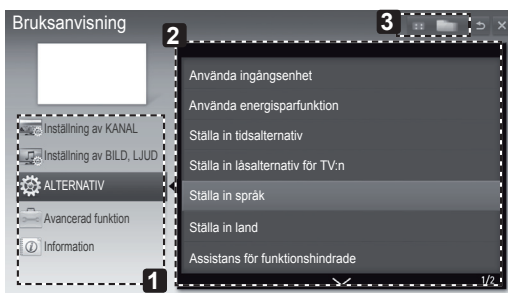 Bruksanvisning
2
3
Inställning av KANAL
Inställning av BILD, LJUD
ALTERNATIV
Avancerad funktion
Information
1
Använda ingångsenhet
Använda energisparfunktion
Ställa in tidsalternativ
Ställa in låsalternativ för TV:n
Ställa in språk
Ställa in land
Assistans för funktionshindrade
1/2